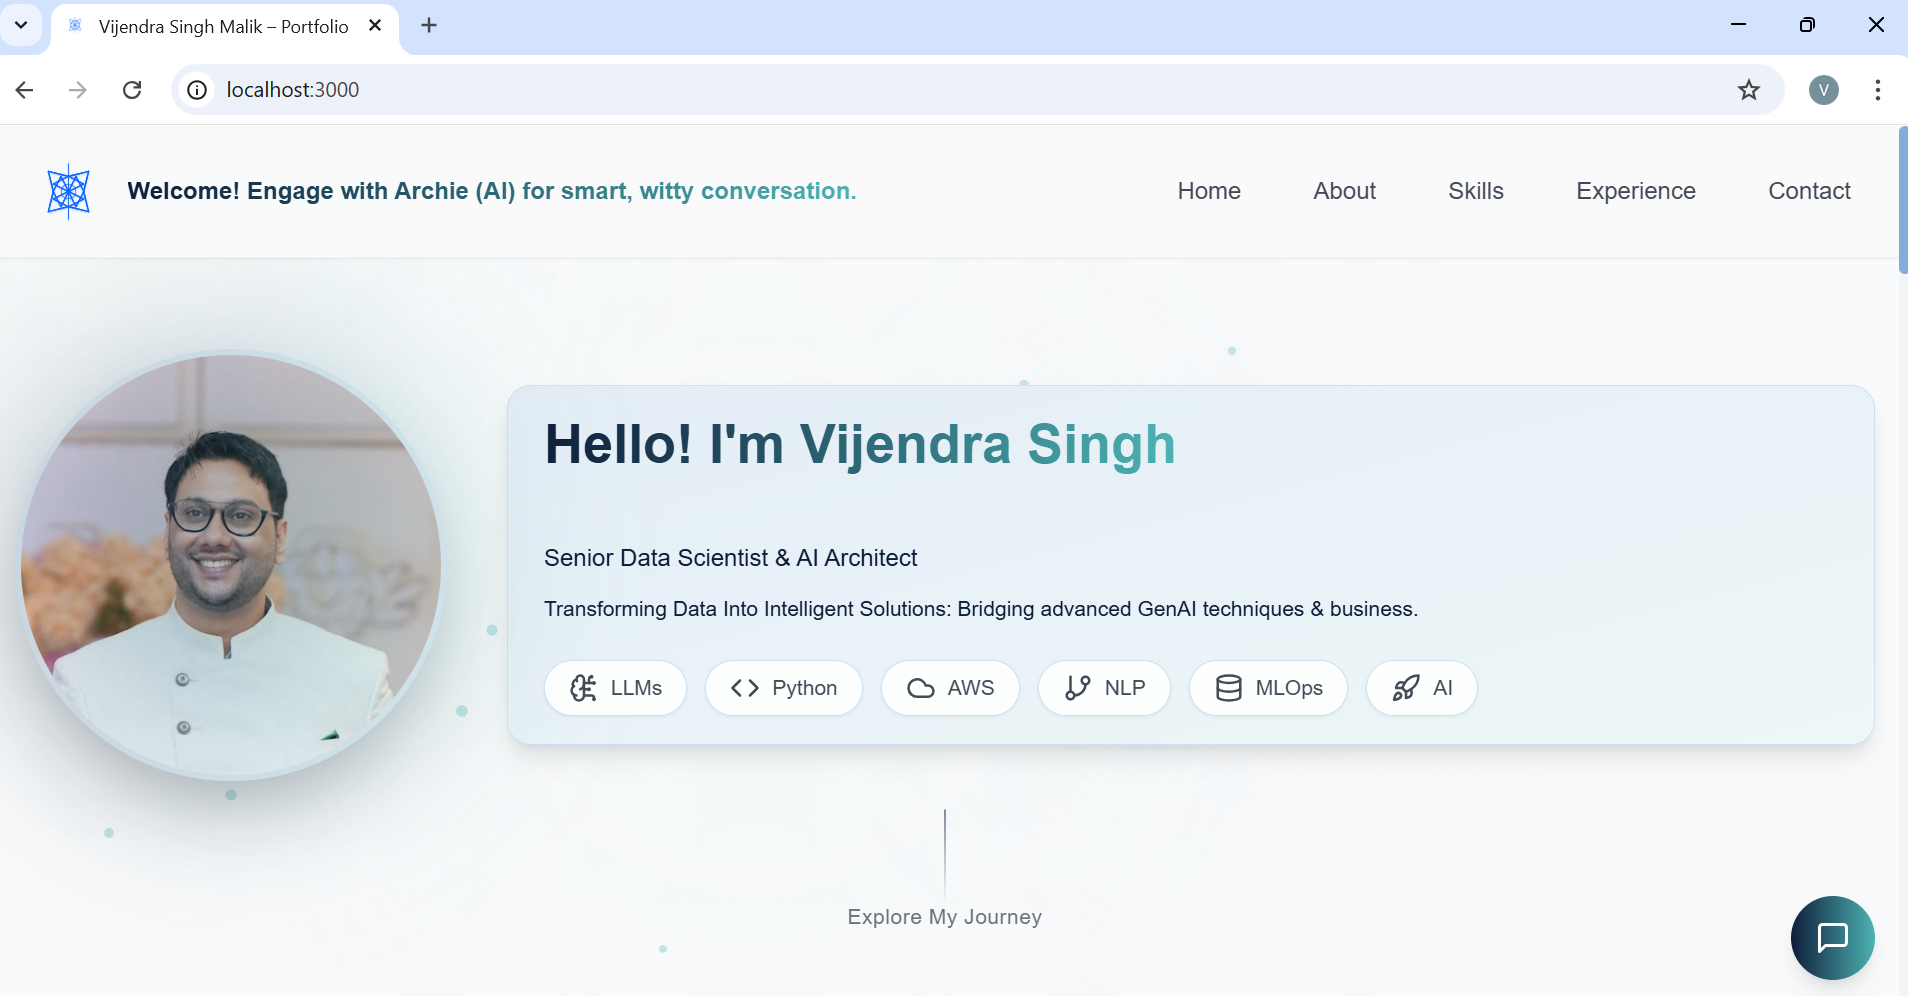 Vijendra Singh Malik – Portfolio
localhost:3000
V
Welcome! Engage with Archie (AI) for smart, witty conversation.
Home About Skills Experience Contact
Hello! I'm Vijendra Singh
Senior Data Scientist & AI Architect
Transforming Data Into Intelligent Solutions: Bridging advanced GenAI techniques & business.
LLMs Python AWS NLP MLOps AI
Explore My Journey